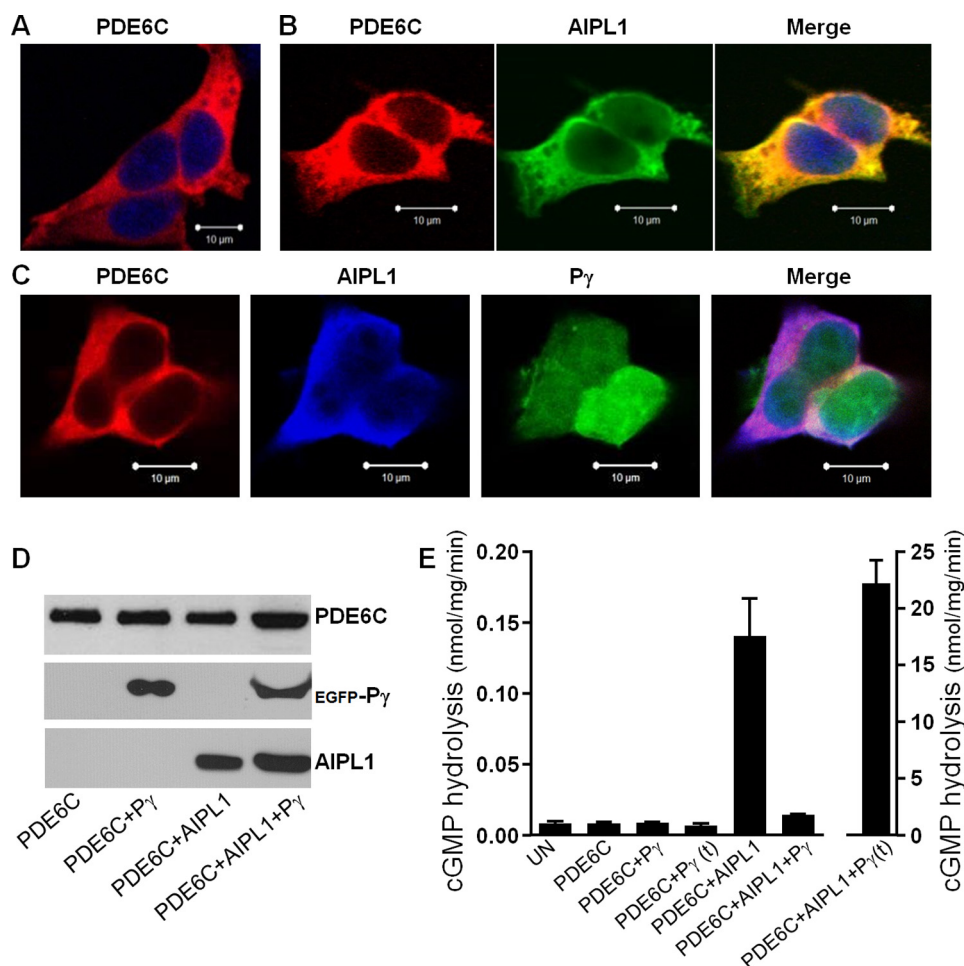 A
PDE6C
10 µm
B
PDE6C AIPL1 Merge
10 µm 10 µm 10 µm
C
PDE6C AIPL1 Pγ Merge
10 µm 10 µm 10 µm 10 µm
D
PDE6C
EGFP-Pγ
AIPL1
PDE6C
PDE6C+Pγ
PDE6C+AIPL1
PDE6C+AIPL1+Pγ
E
cGMP hydrolysis (nmol/mg/min)
0.20
0.15
0.10
0.05
0.00
UN
PDE6C
PDE6C+Pγ
PDE6C+Pγ (t)
PDE6C+AIPL1
PDE6C+AIPL1+Pγ
PDE6C+AIPL1+Pγ(t)
25
20
15
10
5
0
cGMP hydrolysis (nmol/mg/min)